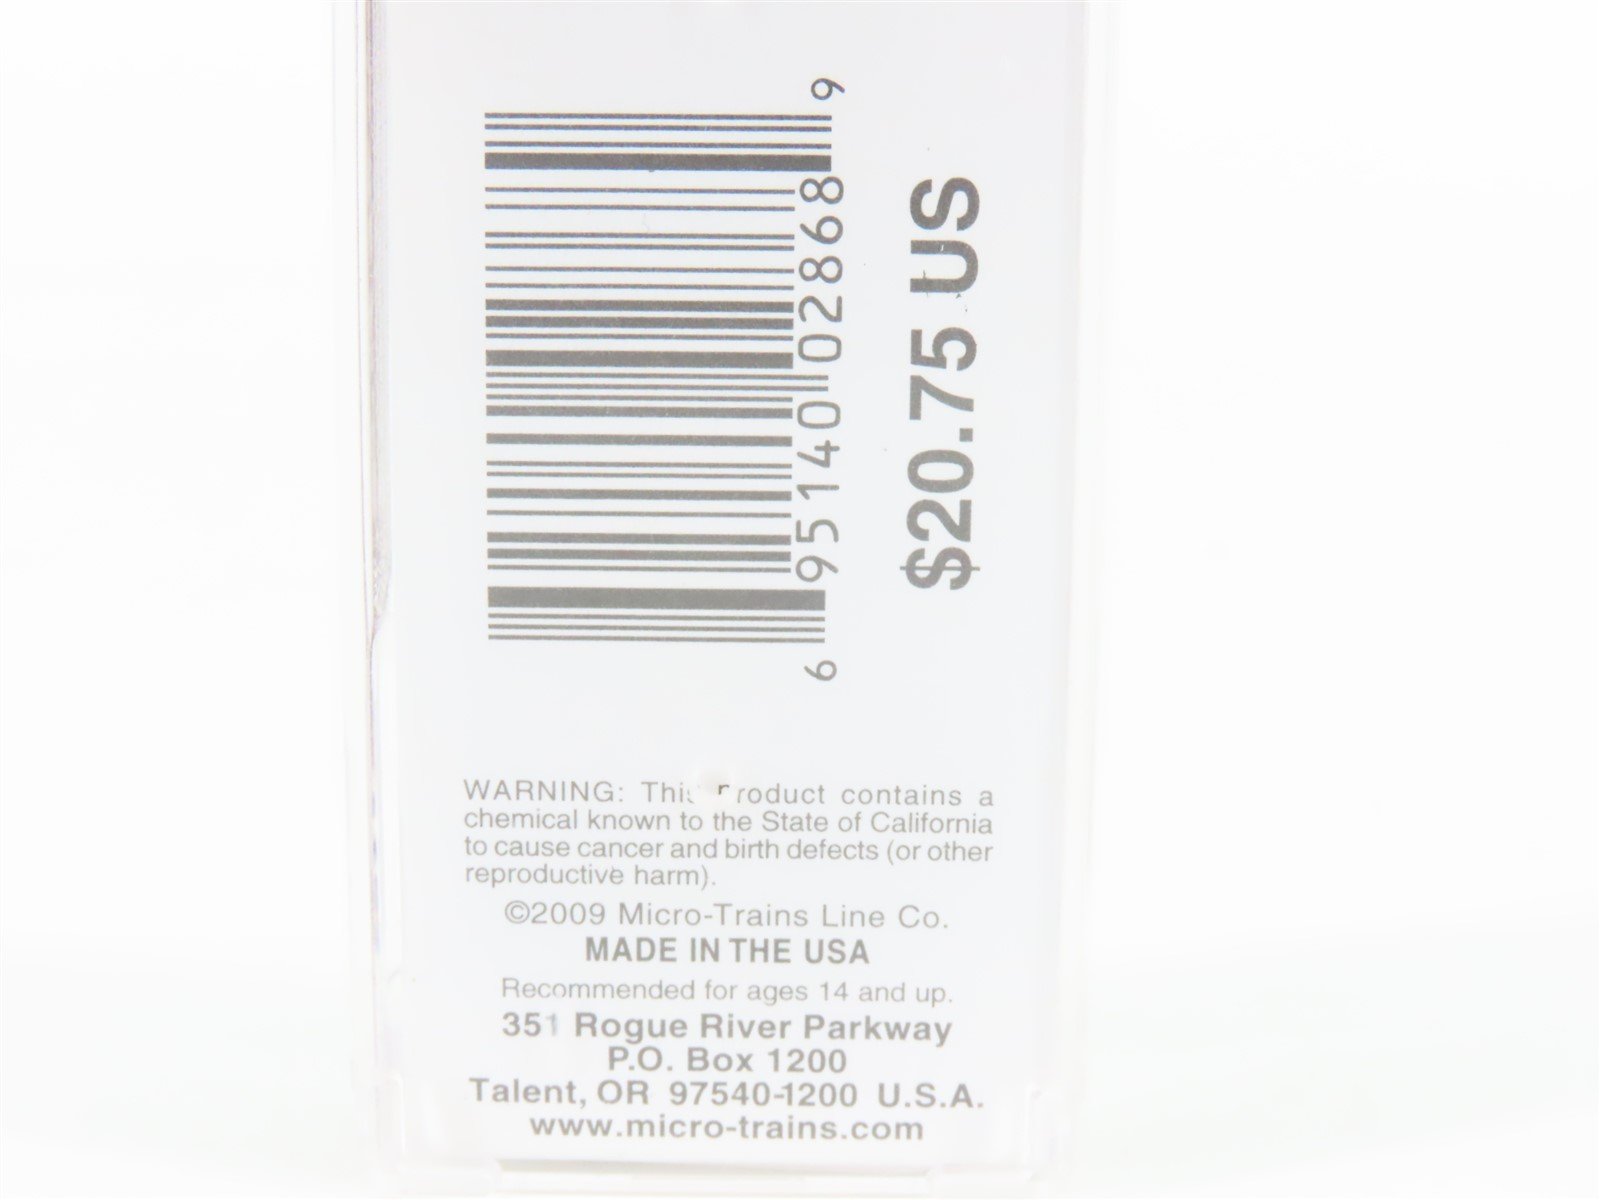 6 95140 02868 9
$20.75 US
WARNING: This product contains a
chemical known to the State of California
to cause cancer and birth defects (or other
reproductive harm).
©2009 Micro-Trains Line Co.
MADE IN THE USA
Recommended for ages 14 and up.
351 Rogue River Parkway
P.O. Box 1200
Talent, OR 97540-1200 U.S.A.
www.micro-trains.com